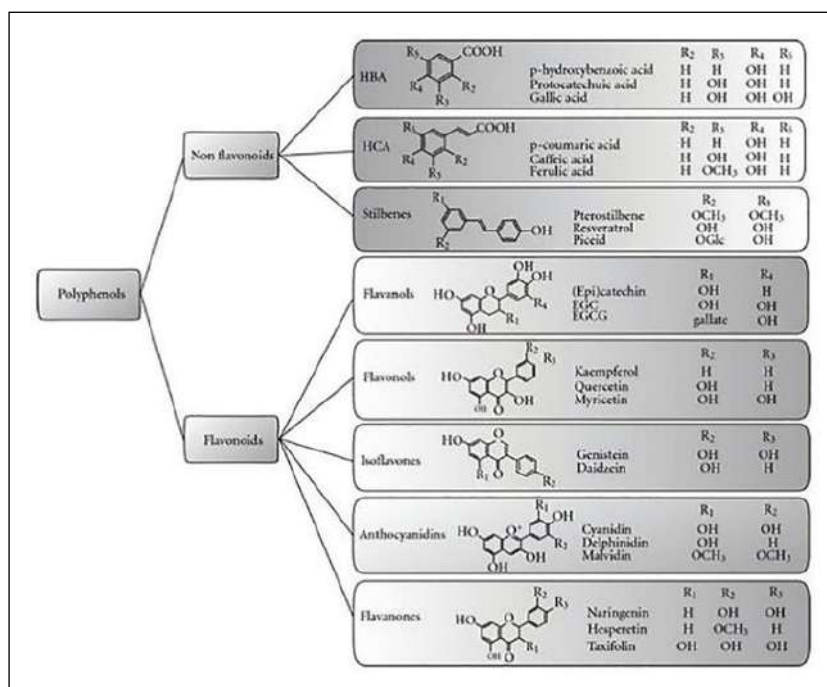 Polyphenols
Non flavonoids
Flavonoids
HBA
R5
COOH
R4
R2
R3
R2 R3 R4 R5
p-hydroxybenzoic acid H H OH H
Protocatechuic acid H OH OH H
Gallic acid H OH OH OH
HCA
R5
COOH
R4
R2
R3
R2 R3 R4 R5
p-coumaric acid H H OH H
Caffeic acid H OH OH H
Ferulic acid H OCH3 OH H
Stilbenes
R1
R2
OH
R2 R3
Pterostilbene OCH3 OCH3
Resveratrol OH OH
Piceid OGlc OH
Flavanols
OH
OH
HO
O
R4
R1
OH
R1 R4
(Epi)catechin OH H
EGC OH OH
EGCG gallate OH
Flavonols
R2
R3
HO
O
OH
OH
O
R2 R3
Kaempferol H H
Quercetin OH H
Myricetin OH OH
Isoflavones
HO
O
R1
O
R2
R2 R3
Genistein OH OH
Daidzein OH H
Anthocyanidins
R1
OH
HO
O+
R2
OH
OH
R1 R2
Cyanidin OH OH
Delphinidin OH H
Malvidin OCH3 OCH3
Flavanones
R2
R3
HO
O
R1
OH
O
R1 R2 R3
Naringenin H OH OH
Hesperetin H OCH3 H
Taxifolin OH OH OH